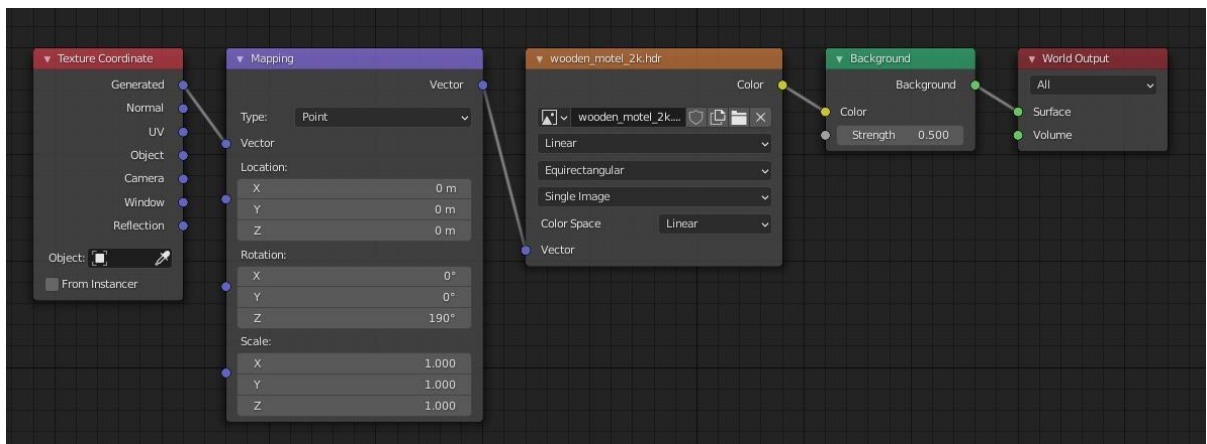 Texture Coordinate
Generated
Normal
UV
Object
Camera
Window
Reflection
Object:
From Instancer
Mapping
Vector
Type: Point
Vector
Location:
X 0 m
Y 0 m
Z 0 m
Rotation:
X 0°
Y 0°
Z 190°
Scale:
X 1.000
Y 1.000
Z 1.000
wooden_motel_2k.hdr
Color
wooden_motel_2k....
Linear
Equirectangular
Single Image
Color Space Linear
Vector
Background
Background
Color
Strength 0.500
World Output
All
Surface
Volume